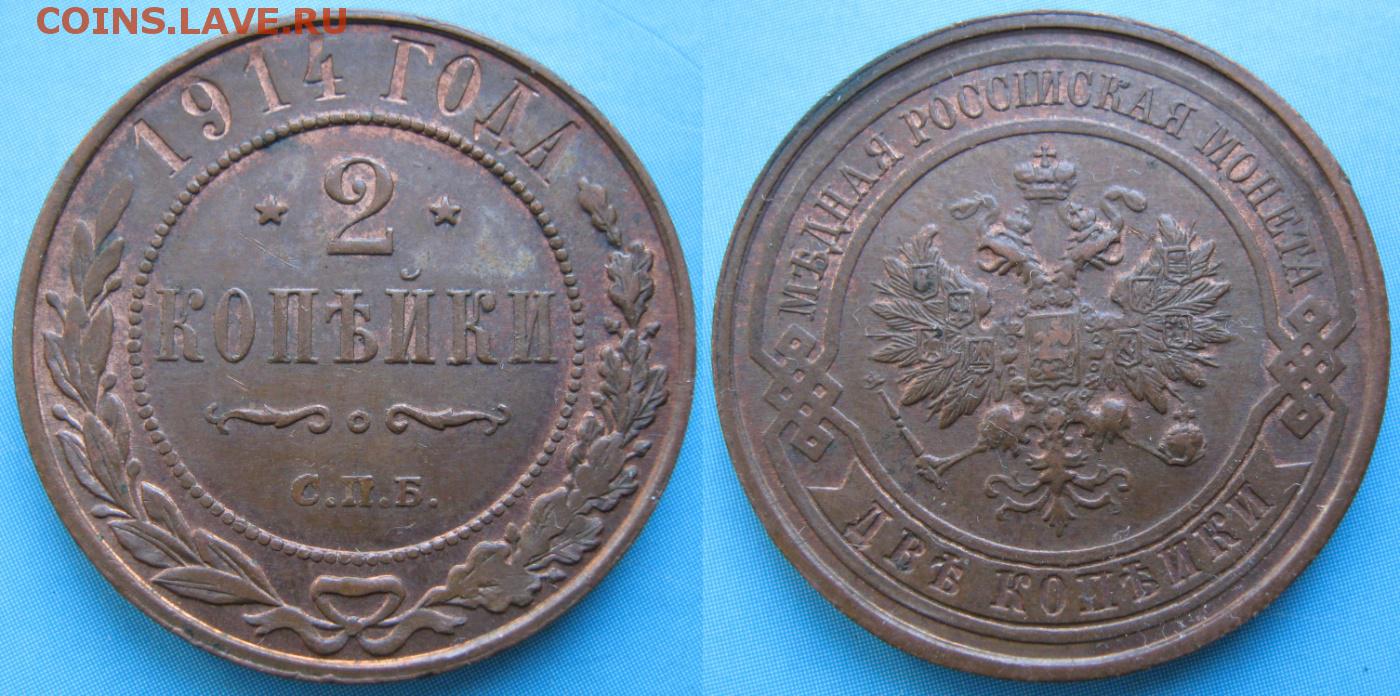 COINS.LAVE.RU
1914 ГОДА
2
КОПѢЙКИ
С.П.Б.
МѢДНАЯ РОССІЙСКАЯ МОНЕТА
ДВѢ КОПѢЙКИ